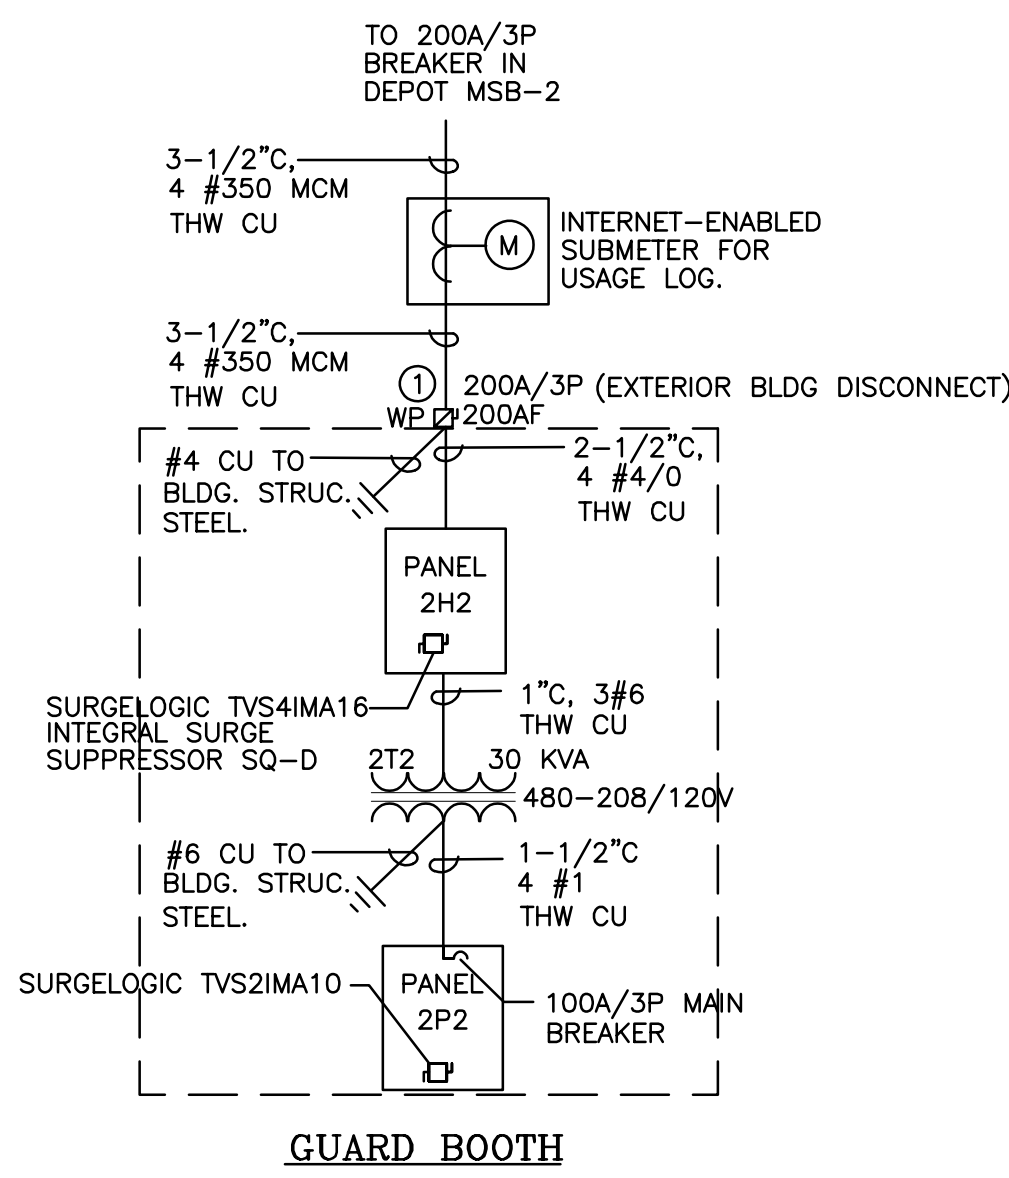 TO 200A/3P
BREAKER IN
DEPOT MSB-2
3-1/2"C,
4 #350 MCM
THW CU
INTERNET-ENABLED
SUBMETER FOR
USAGE LOG.
M
3-1/2"C,
4 #350 MCM
THW CU
1
200A/3P (EXTERIOR BLDG DISCONNECT)
WP
200AF
#4 CU TO
BLDG. STRUC.
STEEL.
2-1/2"C,
4 #4/0
THW CU
PANEL
2H2
SURGELOGIC TVS4IMA16
INTEGRAL SURGE
SUPPRESSOR SQ-D
1"C, 3#6
THW CU
2T2
30 KVA
480-208/120V
#6 CU TO
BLDG. STRUC.
STEEL.
1-1/2"C
4 #1
THW CU
SURGELOGIC TVS2IMA10
PANEL
2P2
100A/3P MAIN
BREAKER
GUARD BOOTH